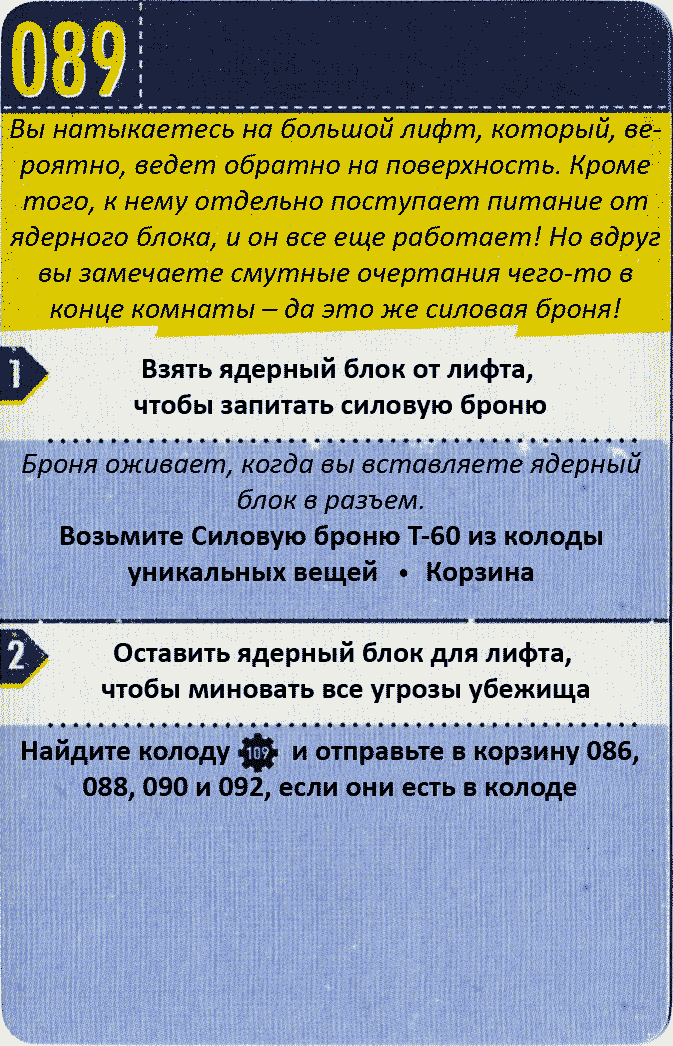 089
Вы натыкаетесь на большой лифт, который, ве-
роятно, ведет обратно на поверхность. Кроме
того, к нему отдельно поступает питание от
ядерного блока, и он все еще работает! Но вдруг
вы замечаете смутные очертания чего-то в
конце комнаты – да это же силовая броня!
1
Взять ядерный блок от лифта,
чтобы запитать силовую броню
Броня оживает, когда вы вставляете ядерный
блок в разъем.
Возьмите Силовую броню Т-60 из колоды
уникальных вещей • Корзина
2
Оставить ядерный блок для лифта,
чтобы миновать все угрозы убежища
Найдите колоду 109 и отправьте в корзину 086,
088, 090 и 092, если они есть в колоде